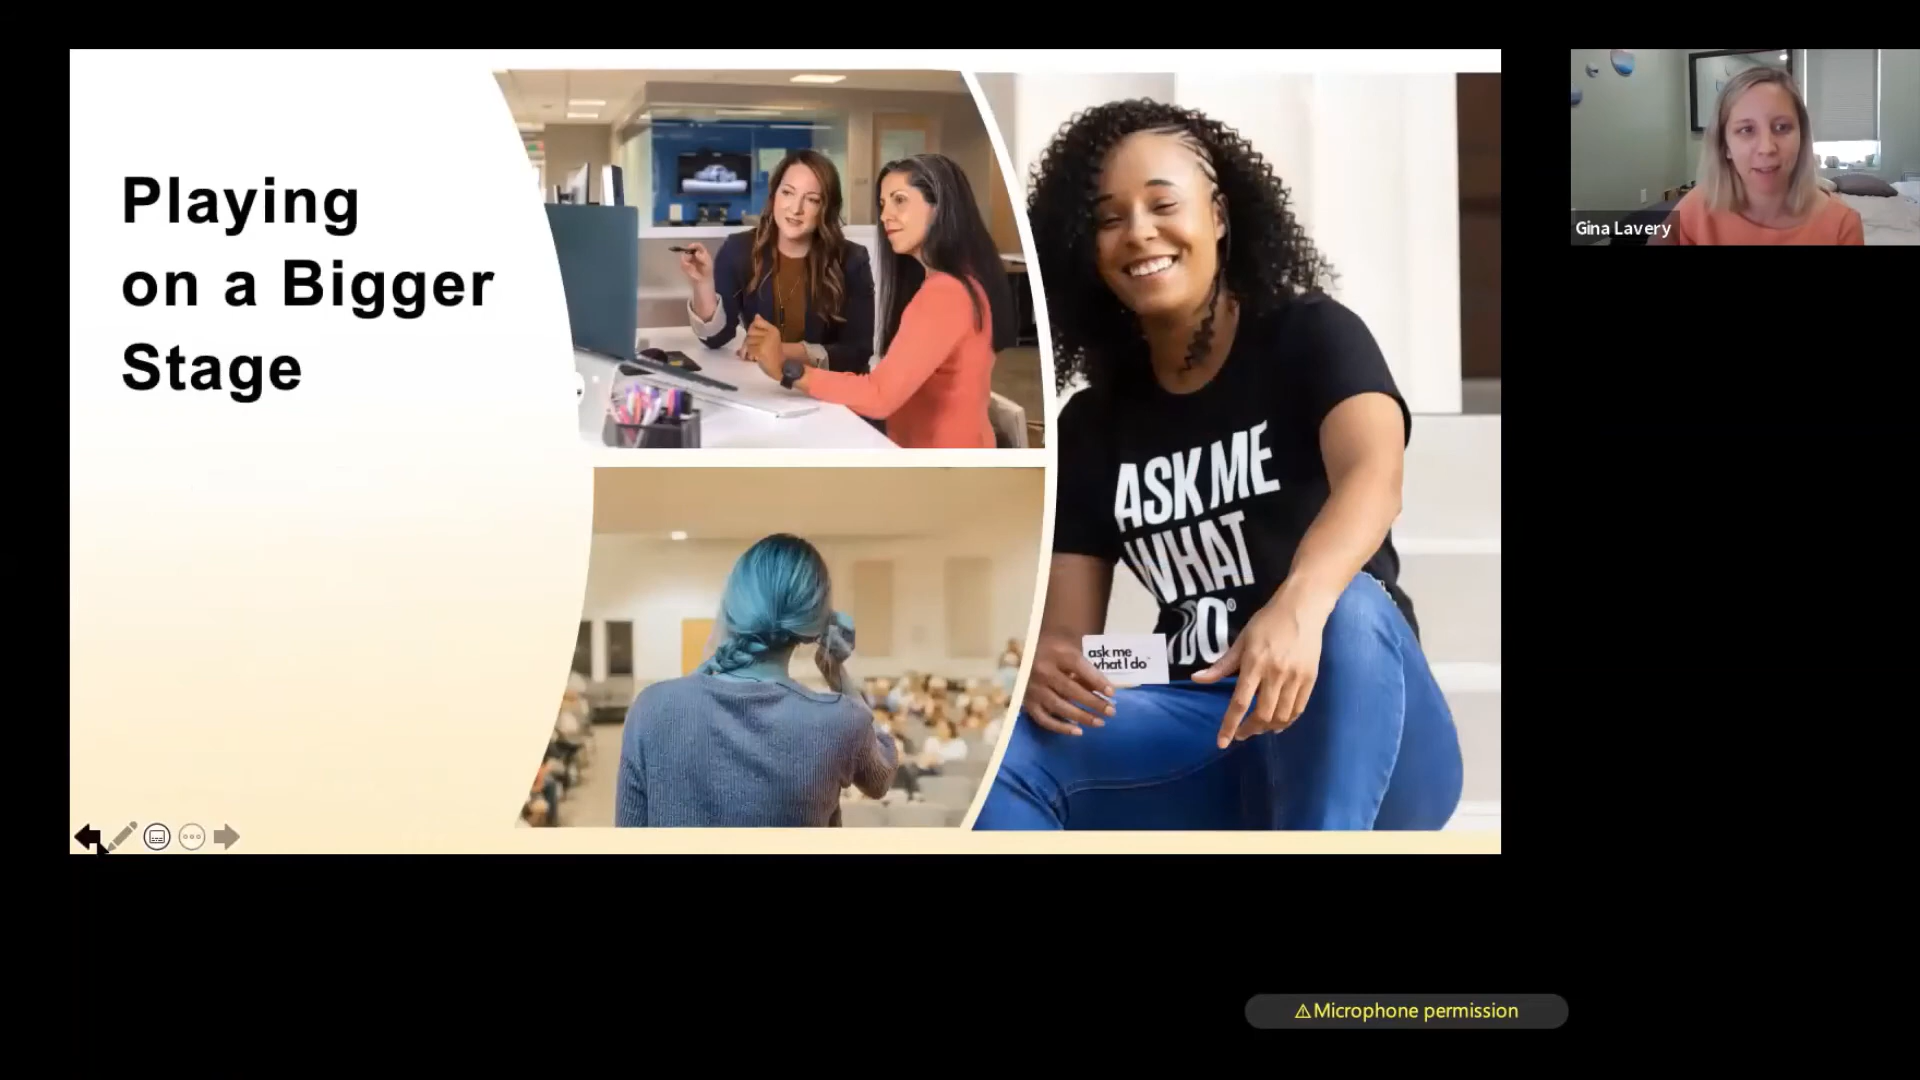 Playing
on a Bigger
Stage
ASK ME
WHAT
I DO®
ask me
what I do
Gina Lavery
⚠Microphone permission